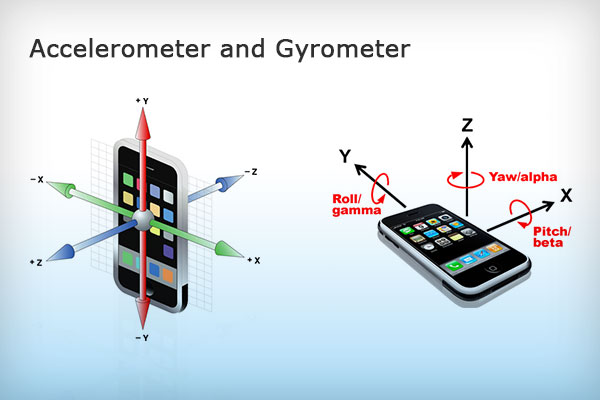 Accelerometer and Gyrometer
+Y
-X
-Z
+Z
+X
-Y
Z
Y
Yaw/alpha
X
Roll/
gamma
Pitch/
beta